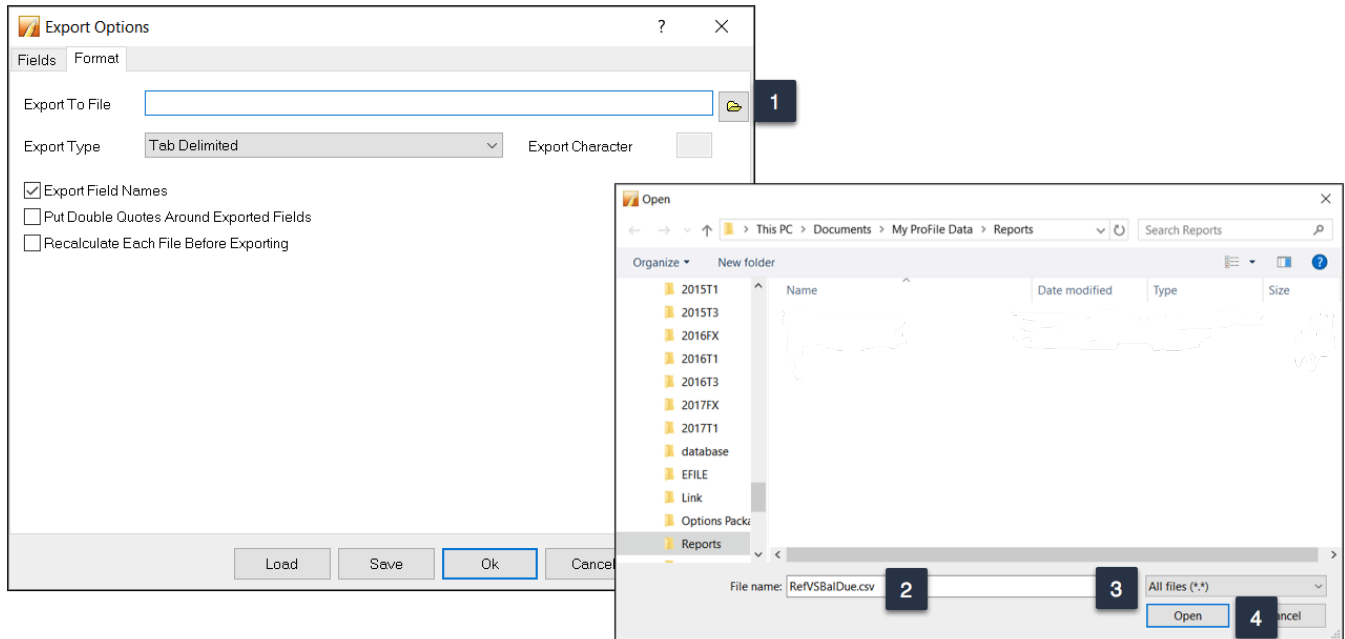 Export Options ?
Fields Format
Export To File
1
Export Type Tab Delimited Export Character
Export Field Names
Put Double Quotes Around Exported Fields
Recalculate Each File Before Exporting
Load Save Ok Cancel
Open
This PC > Documents > My ProFile Data > Reports Search Reports
Organize New folder ?
2015T1
2015T3
2016FX
2016T1
2016T3
2017FX
2017T1
database
EFILE
Link
Options Packa
Reports
Name Date modified Type Size
File name: RefVSBalDue.csv 2 3 All files (*.*)
Open 4 ancel